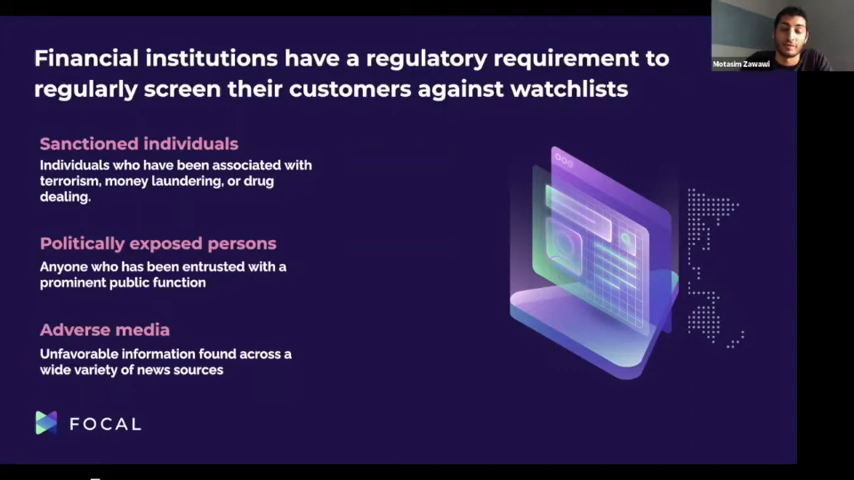 Financial institutions have a regulatory requirement to
regularly screen their customers against watchlists
Sanctioned individuals
Individuals who have been associated with
terrorism, money laundering, or drug
dealing.
Politically exposed persons
Anyone who has been entrusted with a
prominent public function
Adverse media
Unfavorable information found across a
wide variety of news sources
FOCAL
Motasim Zawawi